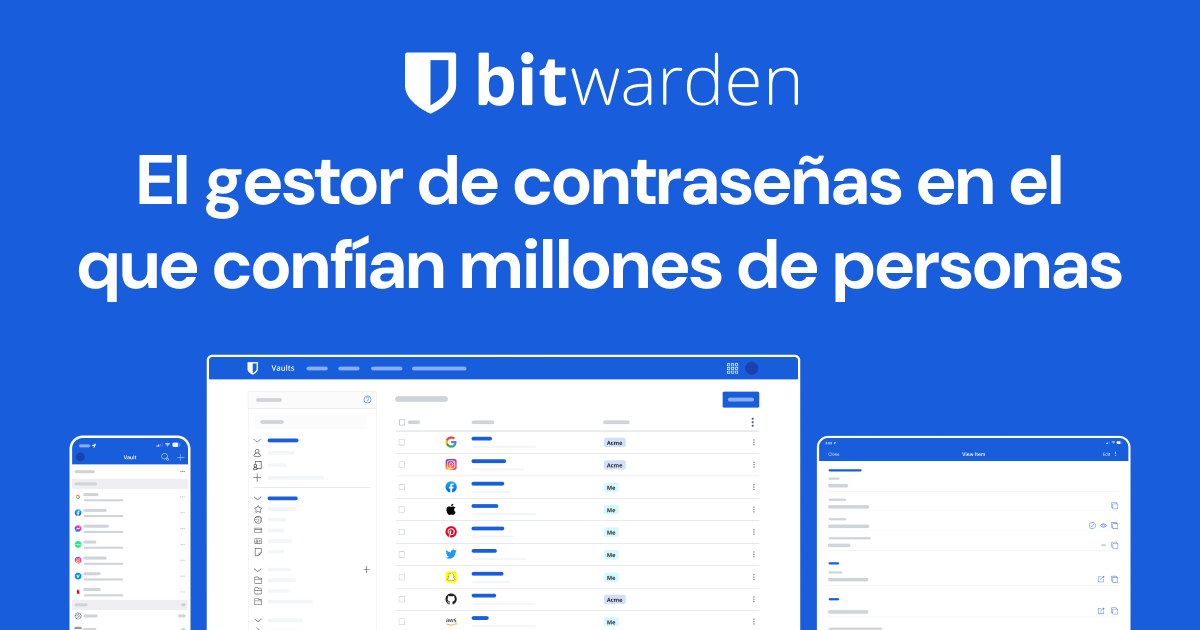 bitwarden
El gestor de contraseñas en el
que confían millones de personas
Vaults
Acme
Acme
Me
Me
Me
Me
Me
Acme
aws
Me
Vault
Close
View Item
Edit